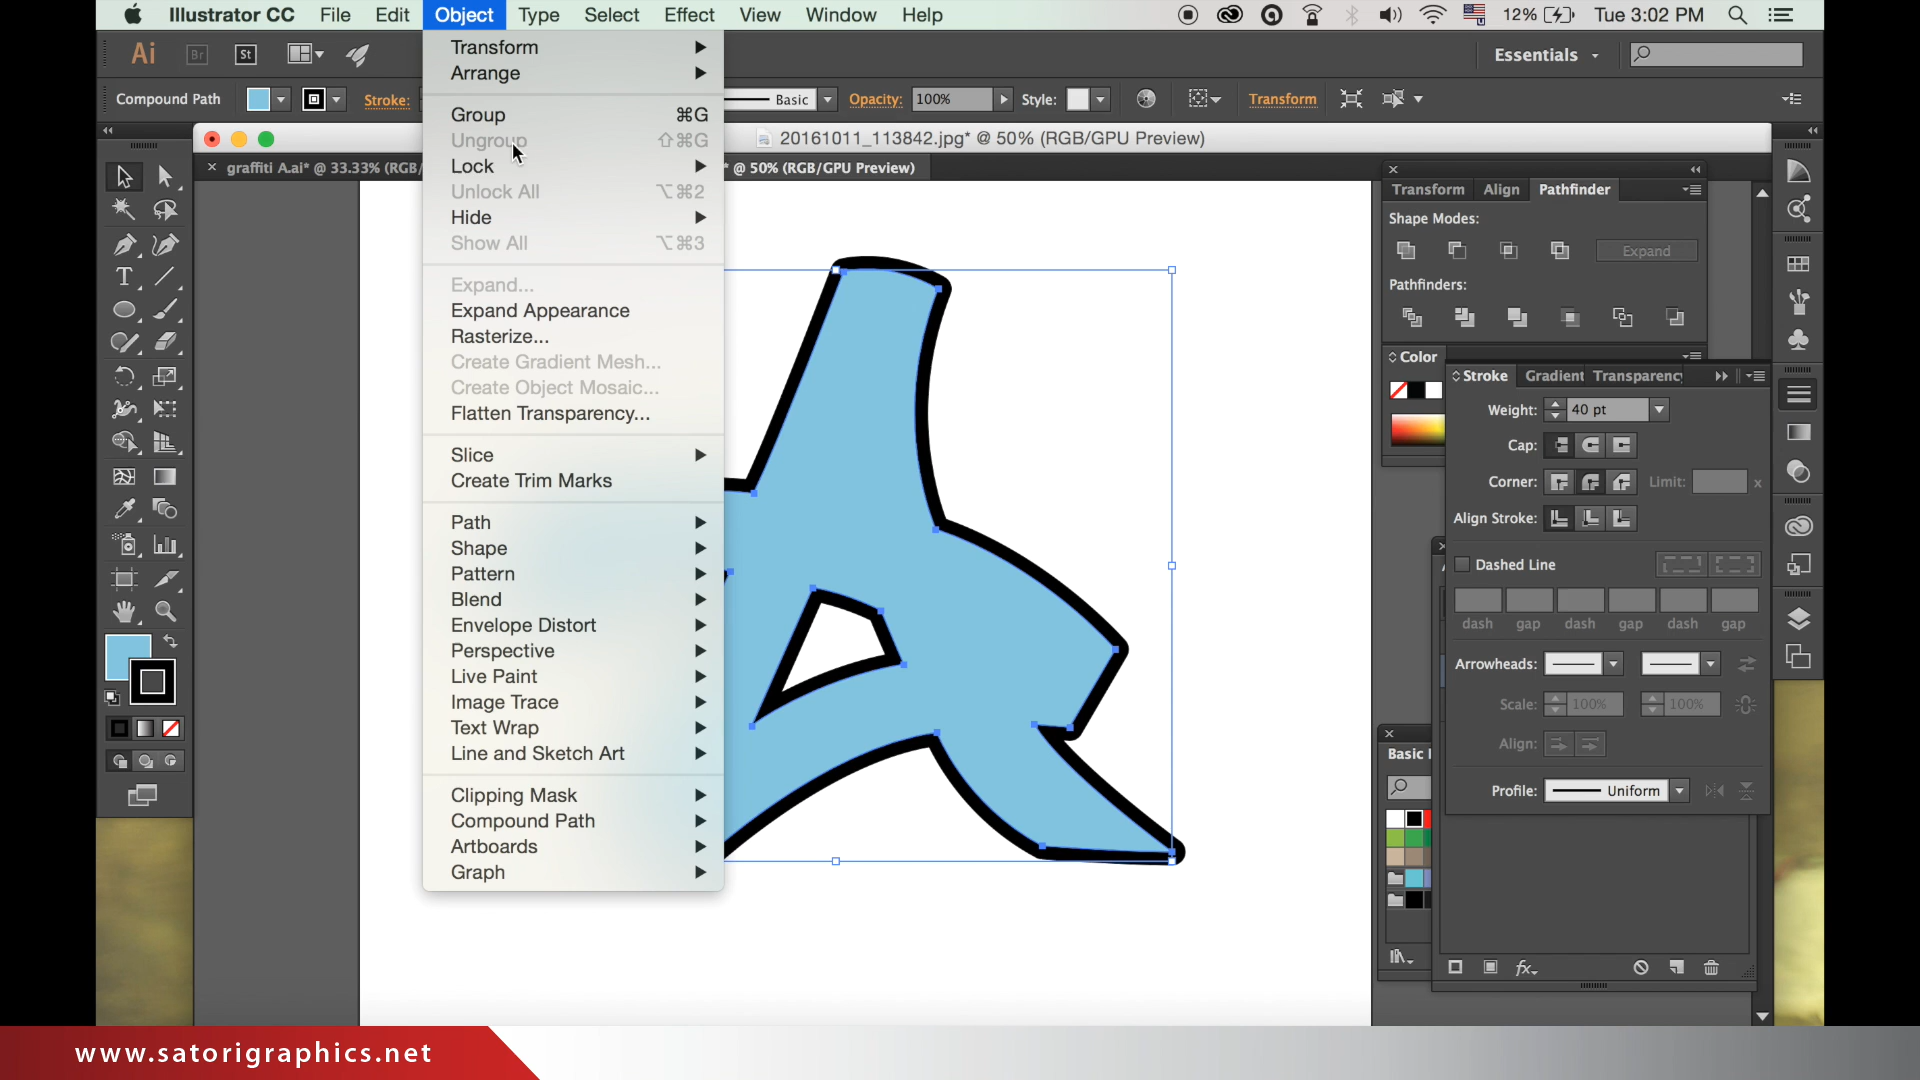 Illustrator CC File Edit Object Type Select Effect View Window Help 12% Tue 3:02 PM
Ai Br St Essentials
Compound Path Stroke: Basic Opacity: 100% Style: Transform
20161011_113842.jpg* @ 50% (RGB/GPU Preview)
graffiti A.ai* @ 33.33% (RGB/ * @ 50% (RGB/GPU Preview)
Transform
Arrange
Group ⌘G
Ungroup ⇧⌘G
Lock
Unlock All ⌥⌘2
Hide
Show All ⌥⌘3
Expand...
Expand Appearance
Rasterize...
Create Gradient Mesh...
Create Object Mosaic...
Flatten Transparency...
Slice
Create Trim Marks
Path
Shape
Pattern
Blend
Envelope Distort
Perspective
Live Paint
Image Trace
Text Wrap
Line and Sketch Art
Clipping Mask
Compound Path
Artboards
Graph
Transform Align Pathfinder
Shape Modes:
Expand
Pathfinders:
Color
Stroke Gradient Transparency
Weight: 40 pt
Cap:
Corner: Limit: x
Align Stroke:
Dashed Line
dash gap dash gap dash gap
Arrowheads:
Scale: 100% 100%
Align:
Profile: Uniform
Basic
www.satorigraphics.net